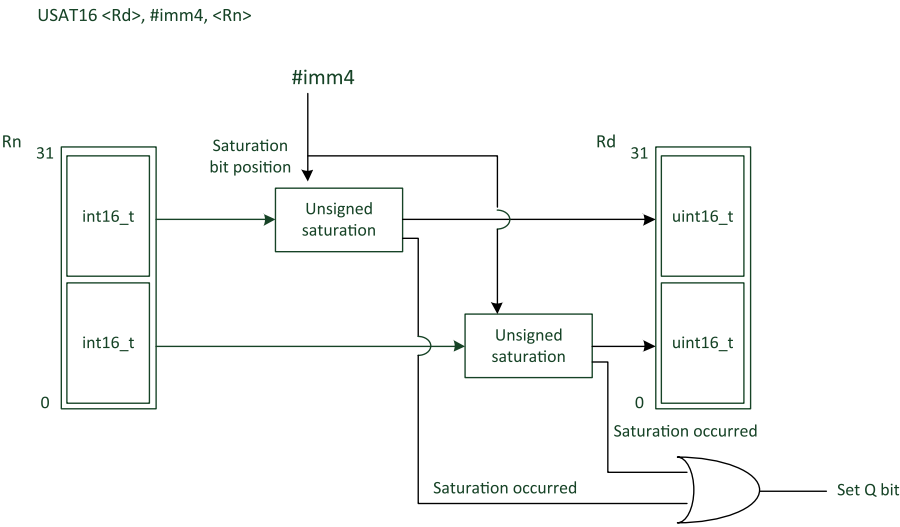 USAT16 <Rd>, #imm4, <Rn>
#imm4
Rn
31
Saturation
bit position
Rd
31
int16_t
Unsigned
saturation
uint16_t
int16_t
Unsigned
saturation
uint16_t
0
0
Saturation occurred
Saturation occurred
Set Q bit